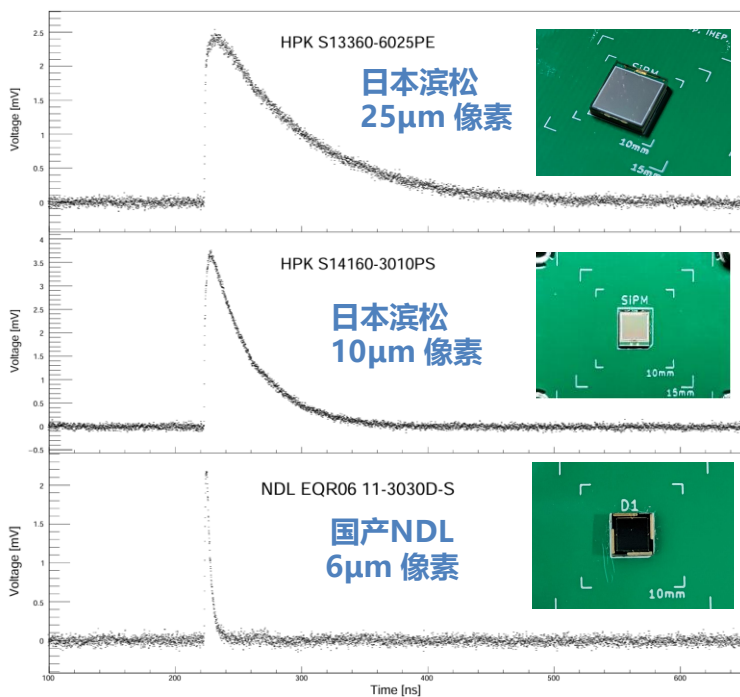 HPK S13360-6025PE
日本滨松
25μm 像素
Voltage [mV]
2.5
2
1.5
1
0.5
0
IHEP.
SiPM
10mm
15mm
HPK S14160-3010PS
日本滨松
10μm 像素
Voltage [mV]
4
3.5
3
2.5
2
1.5
1
0.5
0
-0.5
SiPM
10mm
15mm
NDL EQR06 11-3030D-S
国产NDL
6μm 像素
Voltage [mV]
2
1.5
1
0.5
0
D1
10mm
100 200 300 400 500 600
Time [ns]